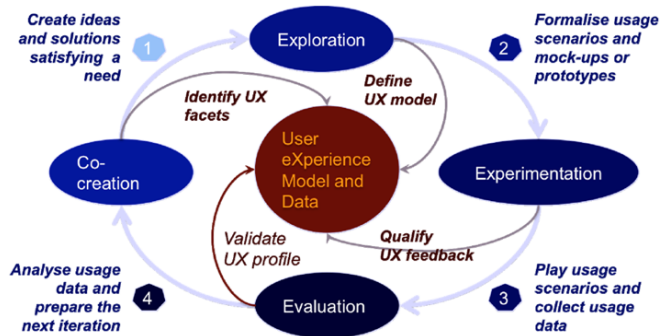 Create ideas
and solutions
satisfying a
need
1
Exploration
2
Formalise usage
scenarios and
mock-ups or
prototypes
Identify UX
facets
Define
UX model
User
eXperience
Model and
Data
Co-
creation
Experimentation
Validate
UX profile
Qualify
UX feedback
Analyse usage
data and
prepare the
next iteration
4
Evaluation
3
Play usage
scenarios and
collect usage
data